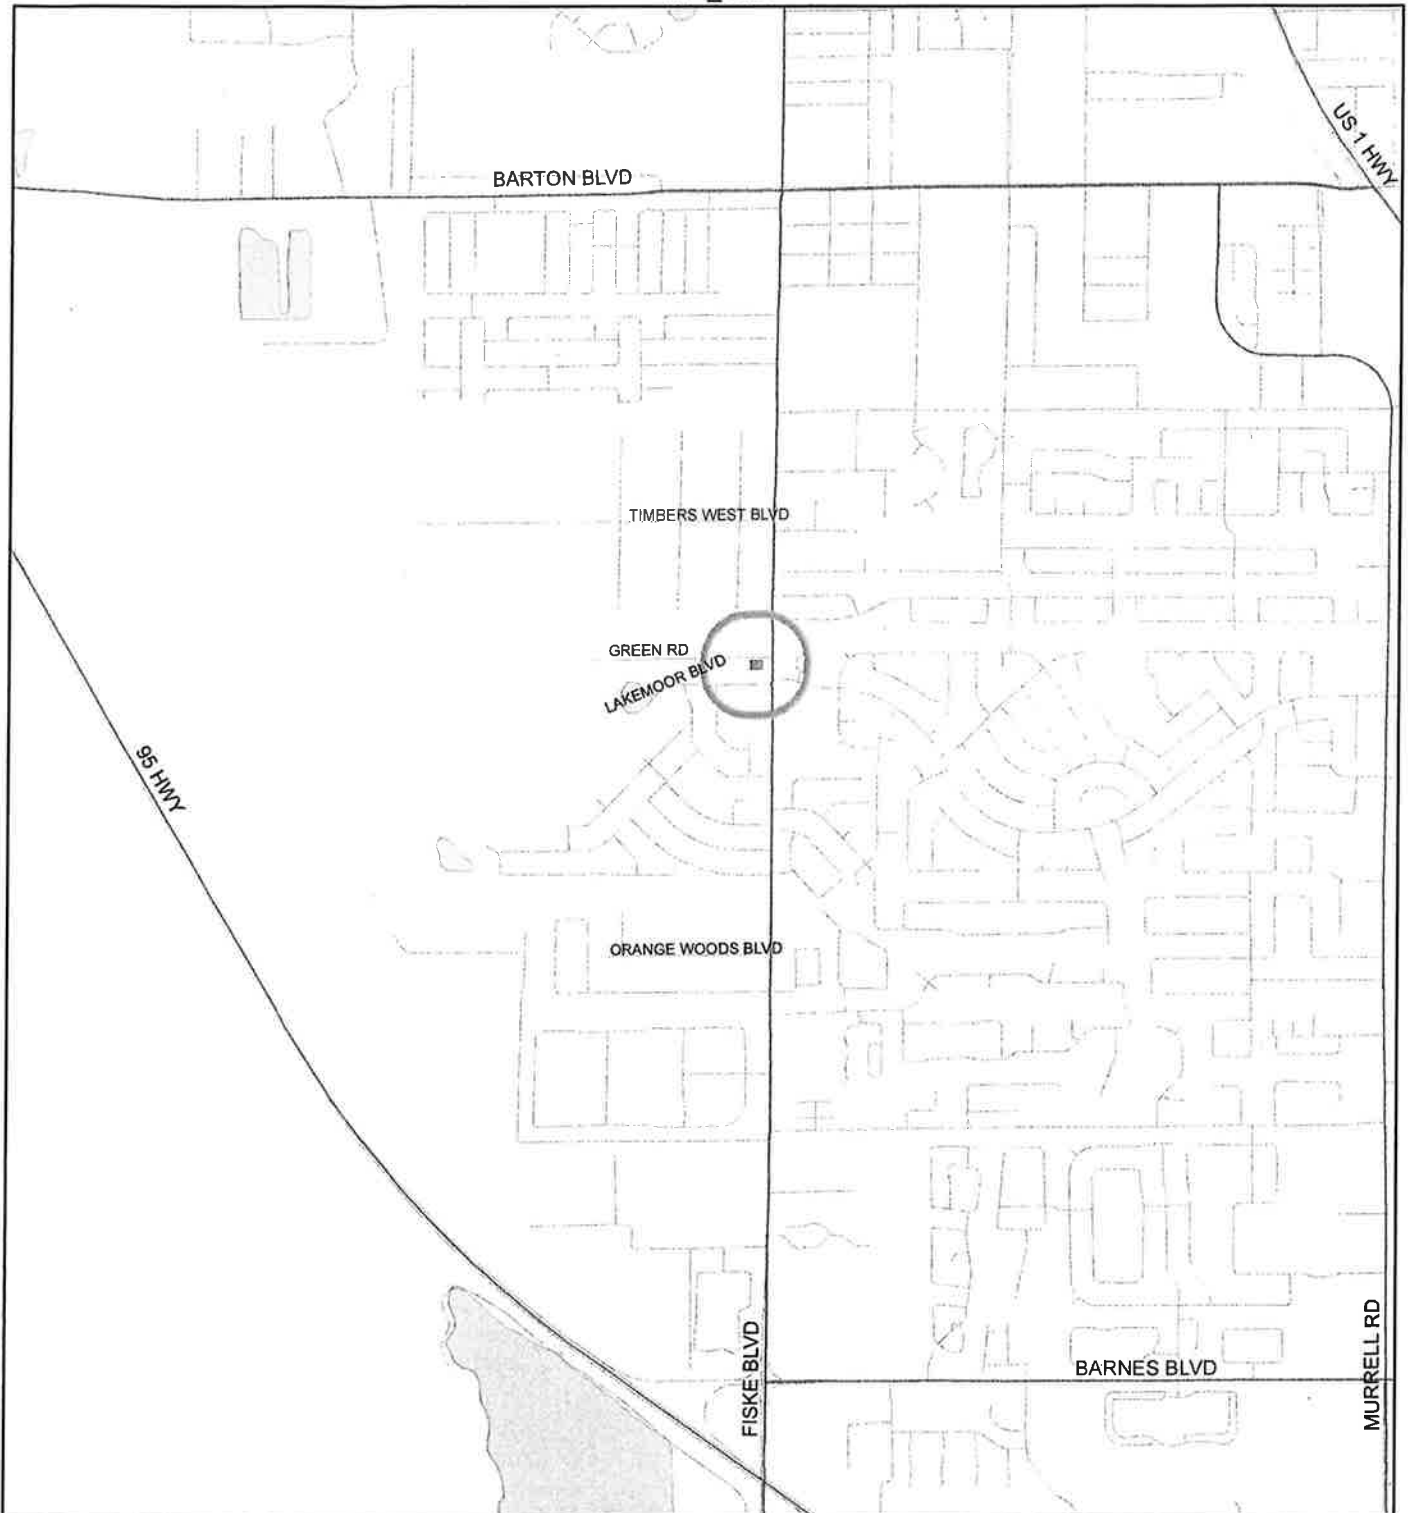 US 1 HWY
BARTON BLVD
TIMBERS WEST BLVD
GREEN RD
LAKEMOOR BLVD
95 HWY
ORANGE WOODS BLVD
FISKE BLVD
BARNES BLVD
MURRELL RD